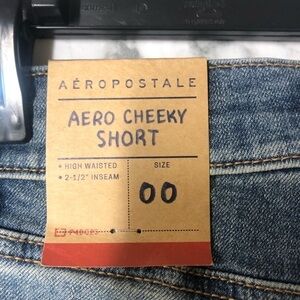 AÉROPOSTALE
AERO CHEEKY
SHORT
• HIGH WAISTED
• 2-1/2" INSEAM
SIZE
00